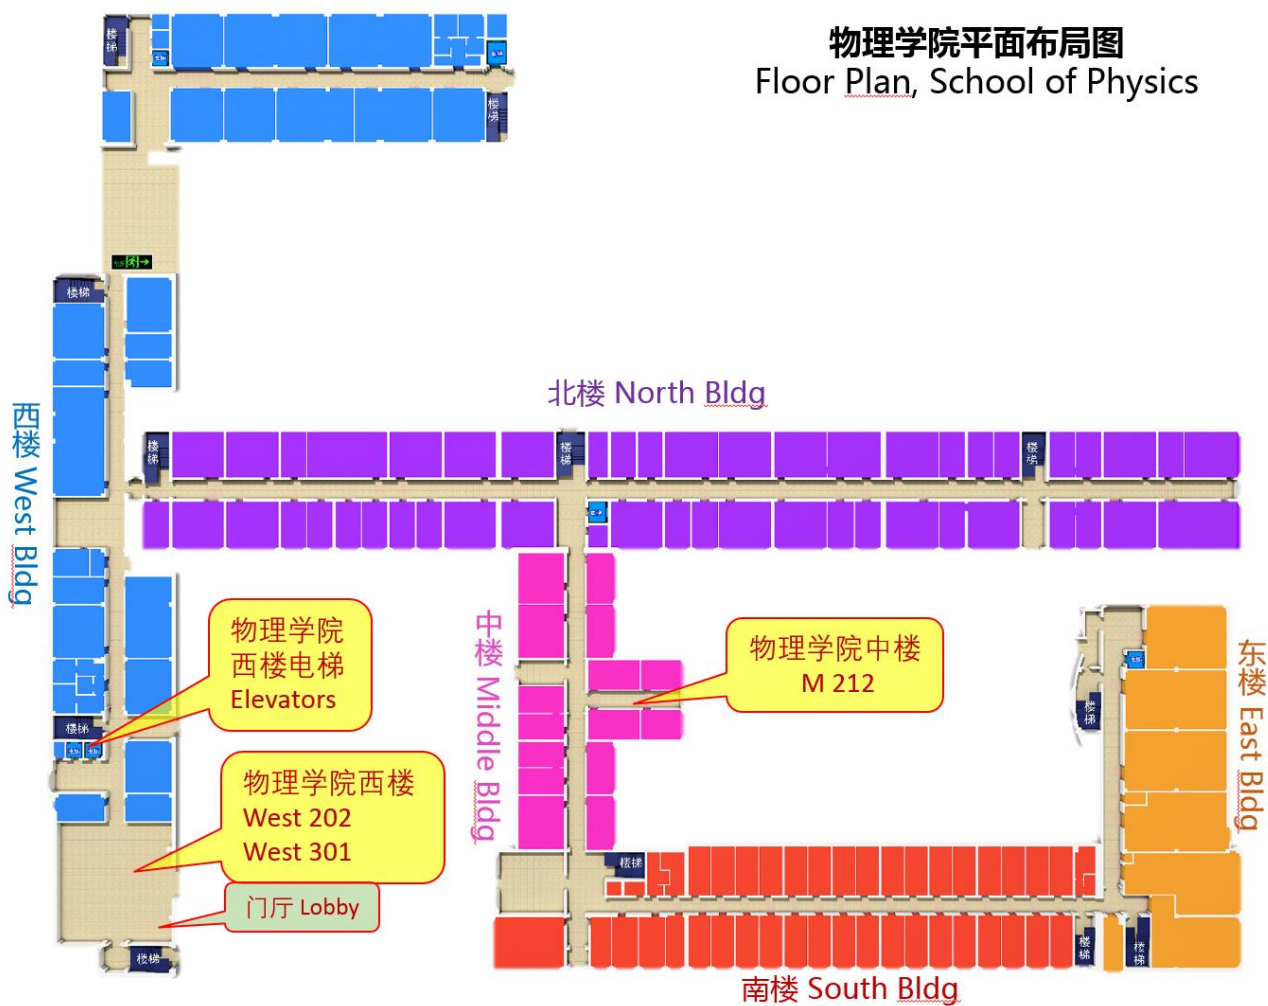 物理学院平面布局图
Floor Plan, School of Physics
楼梯
楼梯
楼梯
北楼 North Bldg
西楼 West Bldg
楼梯
楼梯
楼梯
中楼 Middle Bldg
东楼 East Bldg
物理学院
西楼电梯
Elevators
物理学院中楼
M 212
楼梯
楼梯
物理学院西楼
West 202
West 301
门厅 Lobby
楼梯
楼梯
楼梯
楼梯
南楼 South Bldg